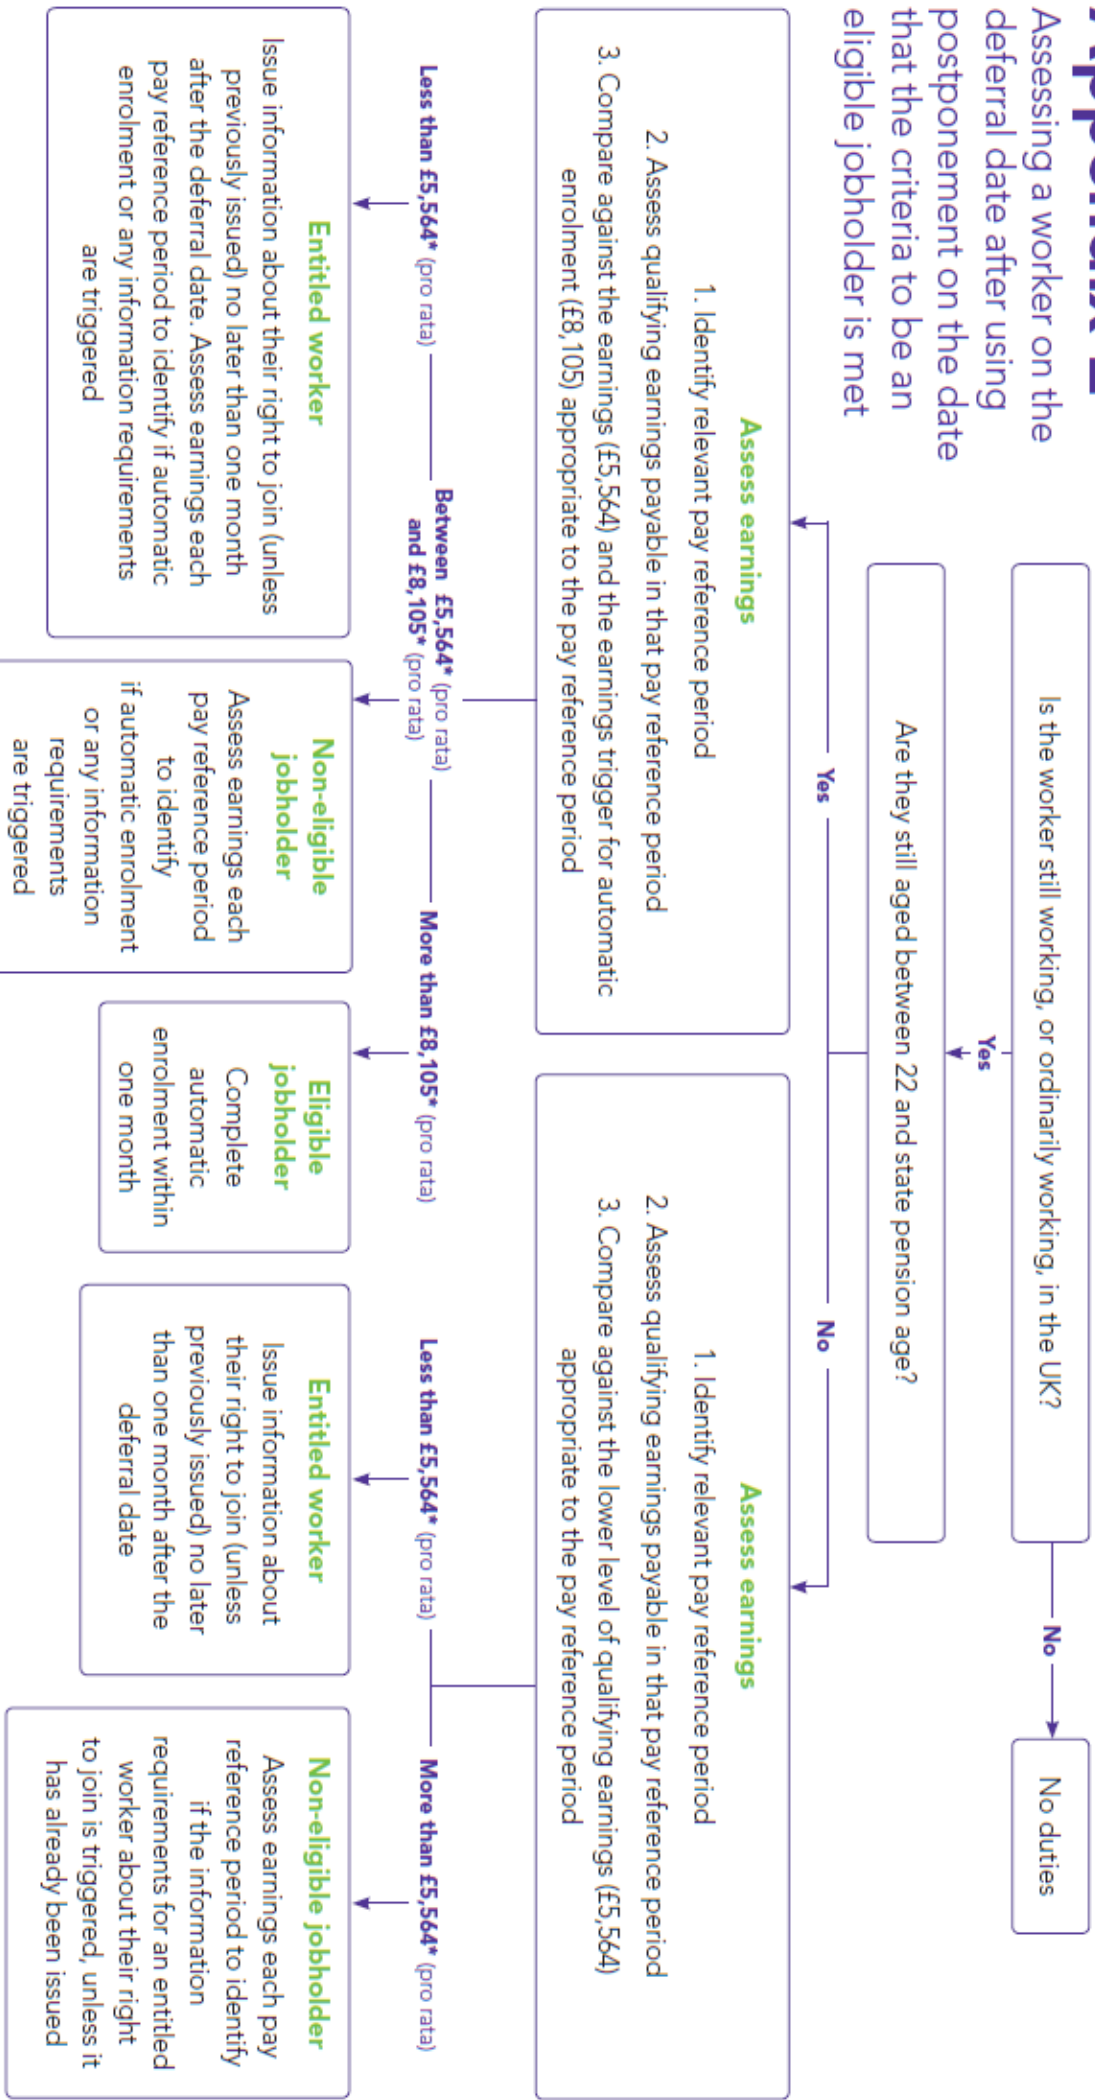 Assessing a worker on the
deferral date after using
postponement on the date
that the criteria to be an
eligible jobholder is met
Is the worker still working, or ordinarily working, in the UK?
No
No duties
Yes
Are they still aged between 22 and state pension age?
Yes
No
Assess earnings
1. Identify relevant pay reference period
2. Assess qualifying earnings payable in that pay reference period
3. Compare against the earnings (£5,564) and the earnings trigger for automatic
enrolment (£8,105) appropriate to the pay reference period
Assess earnings
1. Identify relevant pay reference period
2. Assess qualifying earnings payable in that pay reference period
3. Compare against the lower level of qualifying earnings (£5,564)
appropriate to the pay reference period
Less than £5,564* (pro rata)
Between £5,564* (pro rata)
and £8,105* (pro rata)
More than £8,105* (pro rata)
Less than £5,564* (pro rata)
More than £5,564* (pro rata)
Entitled worker
Issue information about their right to join (unless
previously issued) no later than one month
after the deferral date. Assess earnings each
pay reference period to identify if automatic
enrolment or any information requirements
are triggered
Non-eligible
jobholder
Assess earnings each
pay reference period
to identify
if automatic enrolment
or any information
requirements
are triggered
Eligible
jobholder
Complete
automatic
enrolment within
one month
Entitled worker
Issue information about
their right to join (unless
previously issued) no later
than one month after the
deferral date
Non-eligible jobholder
Assess earnings each pay
reference period to identify
if the information
requirements for an entitled
worker about their right
to join is triggered, unless it
has already been issued